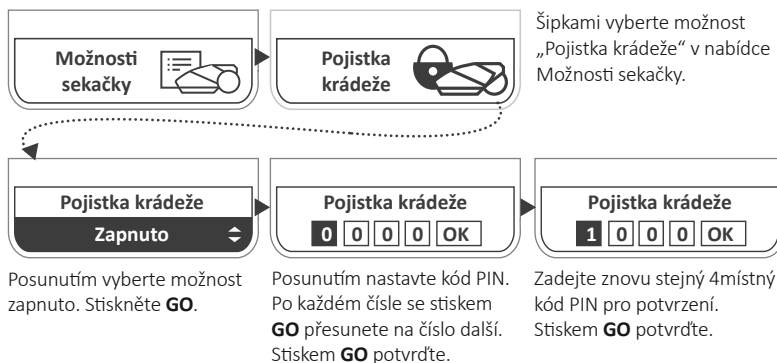 Možnosti
sekačky
Pojistka
krádeže
Šipkami vyberte možnost
„Pojistka krádeže“ v nabídce
Možnosti sekačky.
Pojistka krádeže
Zapnuto
Posunutím vyberte možnost
zapnuto. Stiskněte GO.
Pojistka krádeže
0 0 0 0 OK
Posunutím nastavte kód PIN.
Po každém čísle se stiskem
GO přesunete na číslo další.
Stiskem GO potvrďte.
Pojistka krádeže
1 0 0 0 OK
Zadejte znovu stejný 4místný
kód PIN pro potvrzení.
Stiskem GO potvrďte.